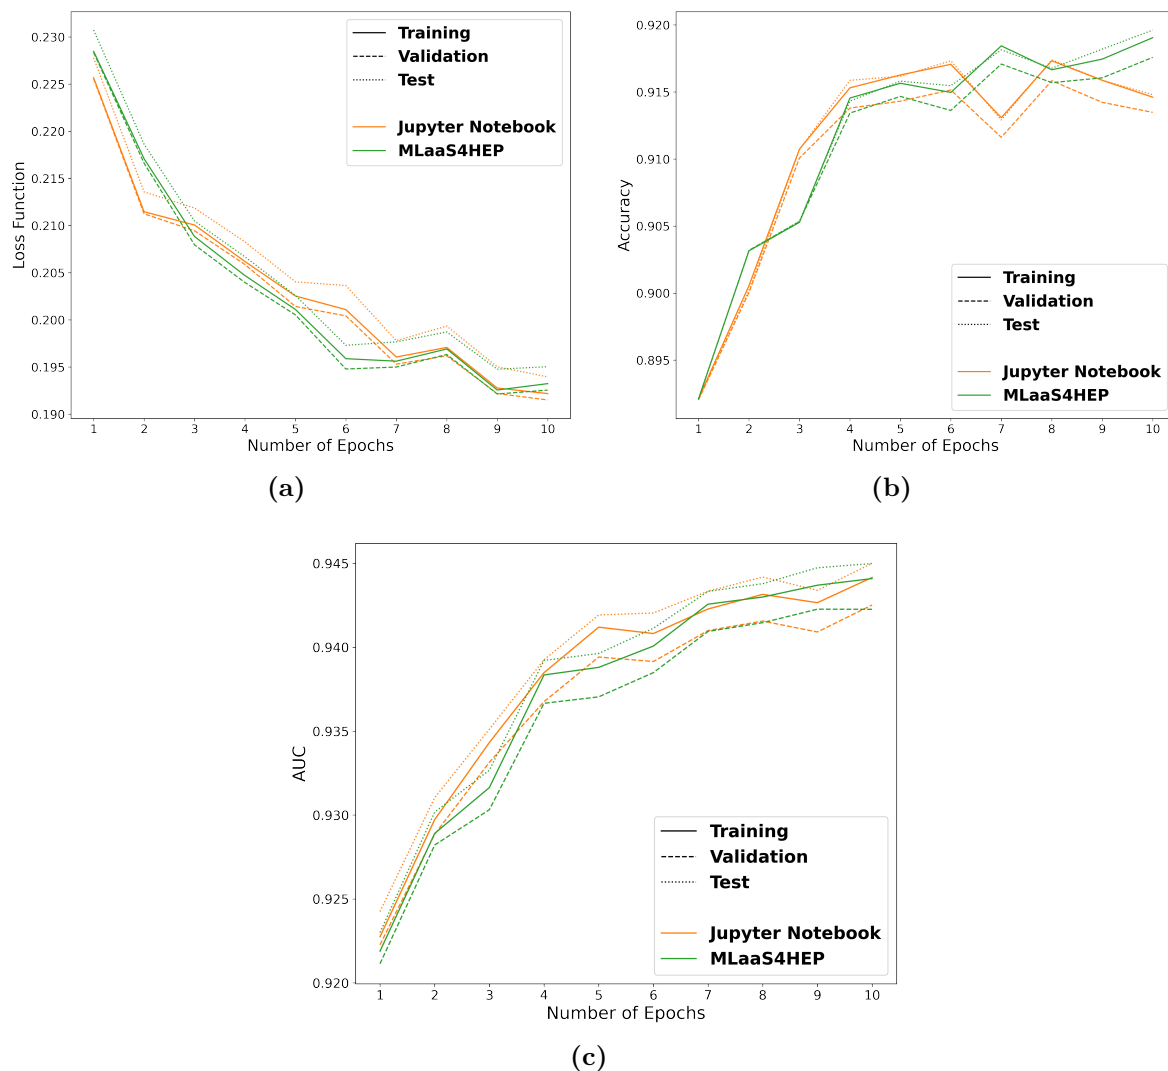 0.230
0.225
0.220
0.215
0.210
0.205
0.200
0.195
0.190
Loss Function
1 2 3 4 5 6 7 8 9 10
Number of Epochs
Training
Validation
Test
Jupyter Notebook
MLaaS4HEP
(a)
0.920
0.915
0.910
0.905
0.900
0.895
Accuracy
1 2 3 4 5 6 7 8 9 10
Number of Epochs
Training
Validation
Test
Jupyter Notebook
MLaaS4HEP
(b)
0.945
0.940
0.935
0.930
0.925
0.920
AUC
1 2 3 4 5 6 7 8 9 10
Number of Epochs
Training
Validation
Test
Jupyter Notebook
MLaaS4HEP
(c)